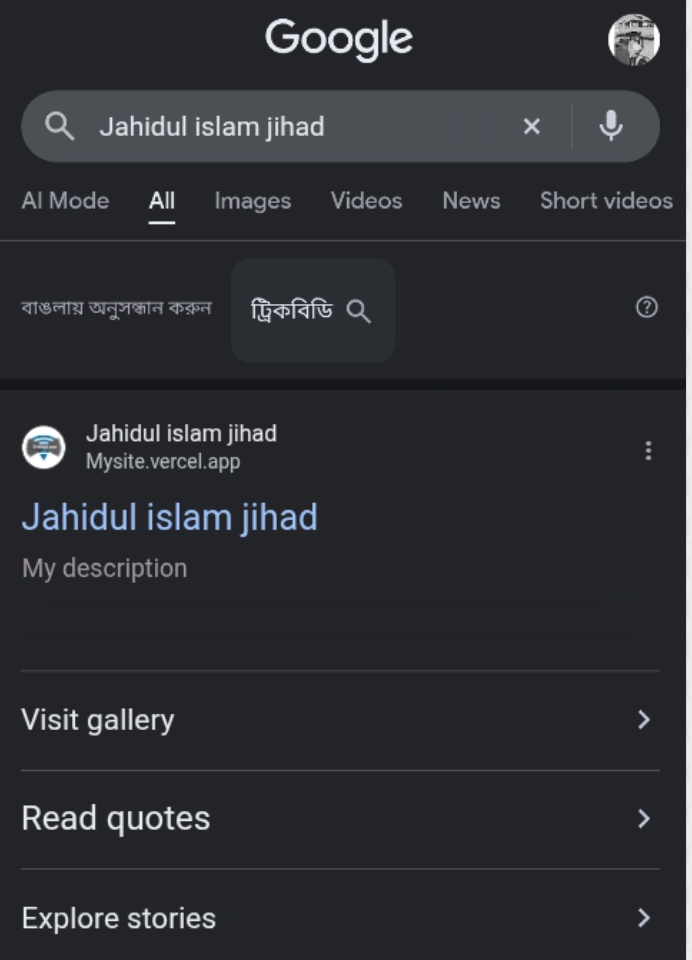 Google
Jahidul islam jihad
AI Mode All Images Videos News Short videos
বাঙলায় অনুসন্ধান করুন ট্রিকবিডি
Jahidul islam jihad
Mysite.vercel.app
Jahidul islam jihad
My description
Visit gallery
Read quotes
Explore stories